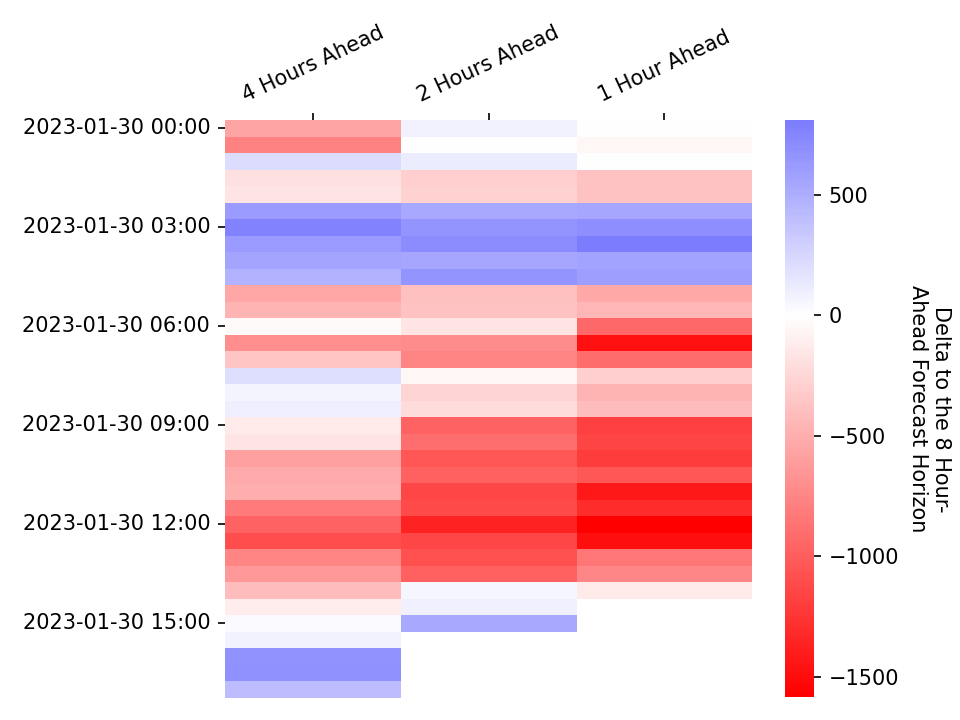 4 Hours Ahead
2 Hours Ahead
1 Hour Ahead
2023-01-30 00:00
2023-01-30 03:00
2023-01-30 06:00
2023-01-30 09:00
2023-01-30 12:00
2023-01-30 15:00
500
0
−500
−1000
−1500
Delta to the 8 Hour-
Ahead Forecast Horizon